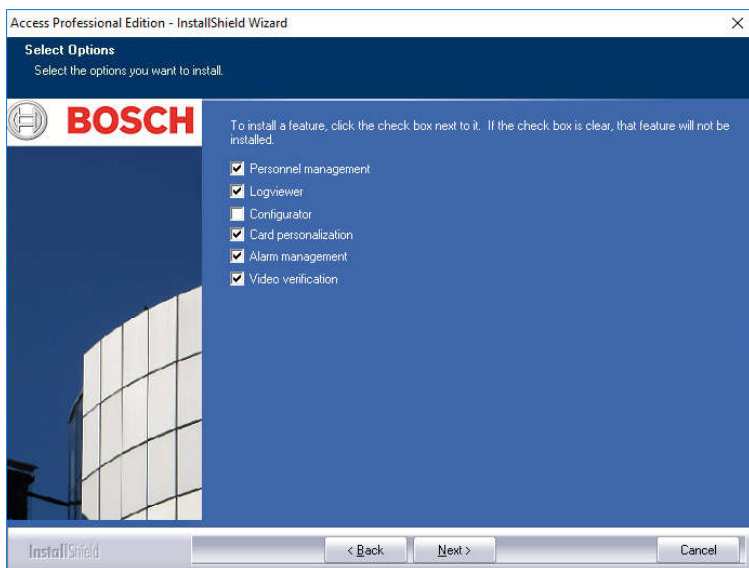 Access Professional Edition - InstallShield Wizard
Select Options
Select the options you want to install.
BOSCH
To install a feature, click the check box next to it. If the check box is clear, that feature will not be
installed.
Personnel management
Logviewer
Configurator
Card personalization
Alarm management
Video verification
InstallShield
< Back
Next >
Cancel